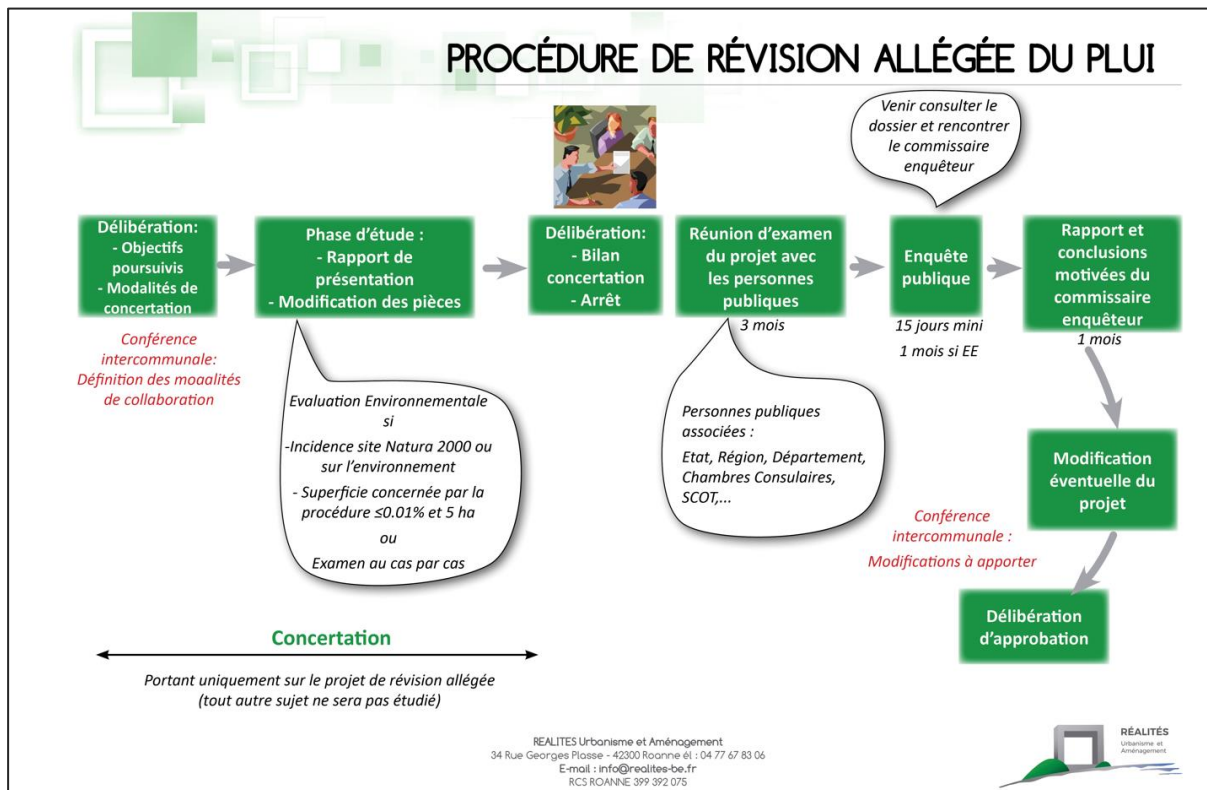 PROCÉDURE DE RÉVISION ALLÉGÉE DU PLUI
Venir consulter le
dossier et rencontrer
le commissaire
enquêteur
Délibération:
- Objectifs
poursuivis
- Modalités de
concertation
Phase d'étude :
- Rapport de
présentation
- Modification des pièces
Délibération:
- Bilan
concertation
- Arrêt
Réunion d'examen
du projet avec
les personnes
publiques
3 mois
Enquête
publique
15 jours mini
1 mois si EE
Rapport et
conclusions
motivées du
commissaire
enquêteur
1 mois
Conférence
intercommunale:
Définition des moaalités
de collaboration
Evaluation Environnementale
si
-Incidence site Natura 2000 ou
sur l'environnement
- Superficie concernée par la
procédure ≤0.01% et 5 ha
ou
Examen au cas par cas
Personnes publiques
associées :
Etat, Région, Département,
Chambres Consulaires,
SCOT,...
Modification
éventuelle du
projet
Conférence
intercommunale :
Modifications à apporter
Délibération
d'approbation
Concertation
Portant uniquement sur le projet de révision allégée
(tout autre sujet ne sera pas étudié)
REALITES Urbanisme et Aménagement
34 Rue Georges Plasse - 42300 Roanne él : 04 77 67 83 06
E-mail : info@realites-be.fr
RCS ROANNE 399 392 075
RÉALITÉS
Urbanisme et
Aménagement